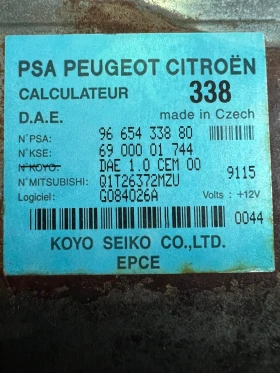 PSA PEUGEOT CITROËN
CALCULATEUR 338
D.A.E. made in Czech
N°PSA: 96 654 338 80
N°KSE: 69 000 01 744
N°KOYO: DAE 1.0 CEM 00
N°MITSUBISHI: Q1T26372MZU 9115
Logiciel: G084026A Volts : +12V
0044
KOYO SEIKO CO.,LTD.
EPCE